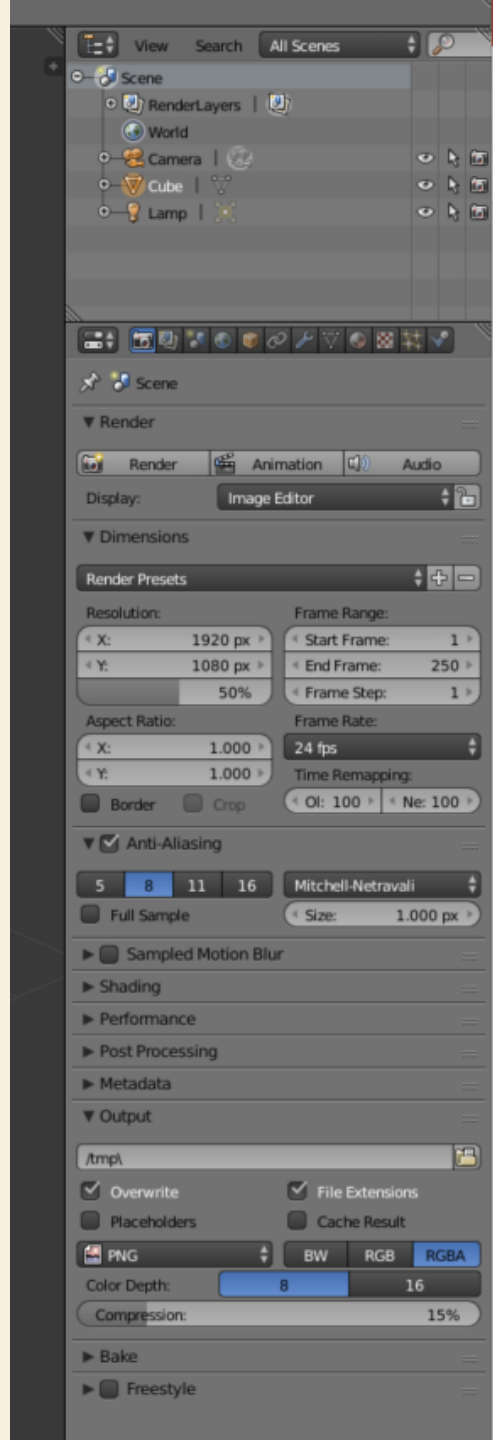 View Search All Scenes
Scene
RenderLayers |
World
Camera |
Cube |
Lamp |
Scene
Render
Render Animation Audio
Display: Image Editor
Dimensions
Render Presets
Resolution: Frame Range:
X: 1920 px Start Frame: 1
Y: 1080 px End Frame: 250
50% Frame Step: 1
Aspect Ratio: Frame Rate:
X: 1.000 24 fps
Y: 1.000 Time Remapping:
Border Crop Ol: 100 Ne: 100
Anti-Aliasing
5 8 11 16 Mitchell-Netravali
Full Sample Size: 1.000 px
Sampled Motion Blur
Shading
Performance
Post Processing
Metadata
Output
/tmp\
Overwrite File Extensions
Placeholders Cache Result
PNG BW RGB RGBA
Color Depth: 8 16
Compression: 15%
Bake
Freestyle